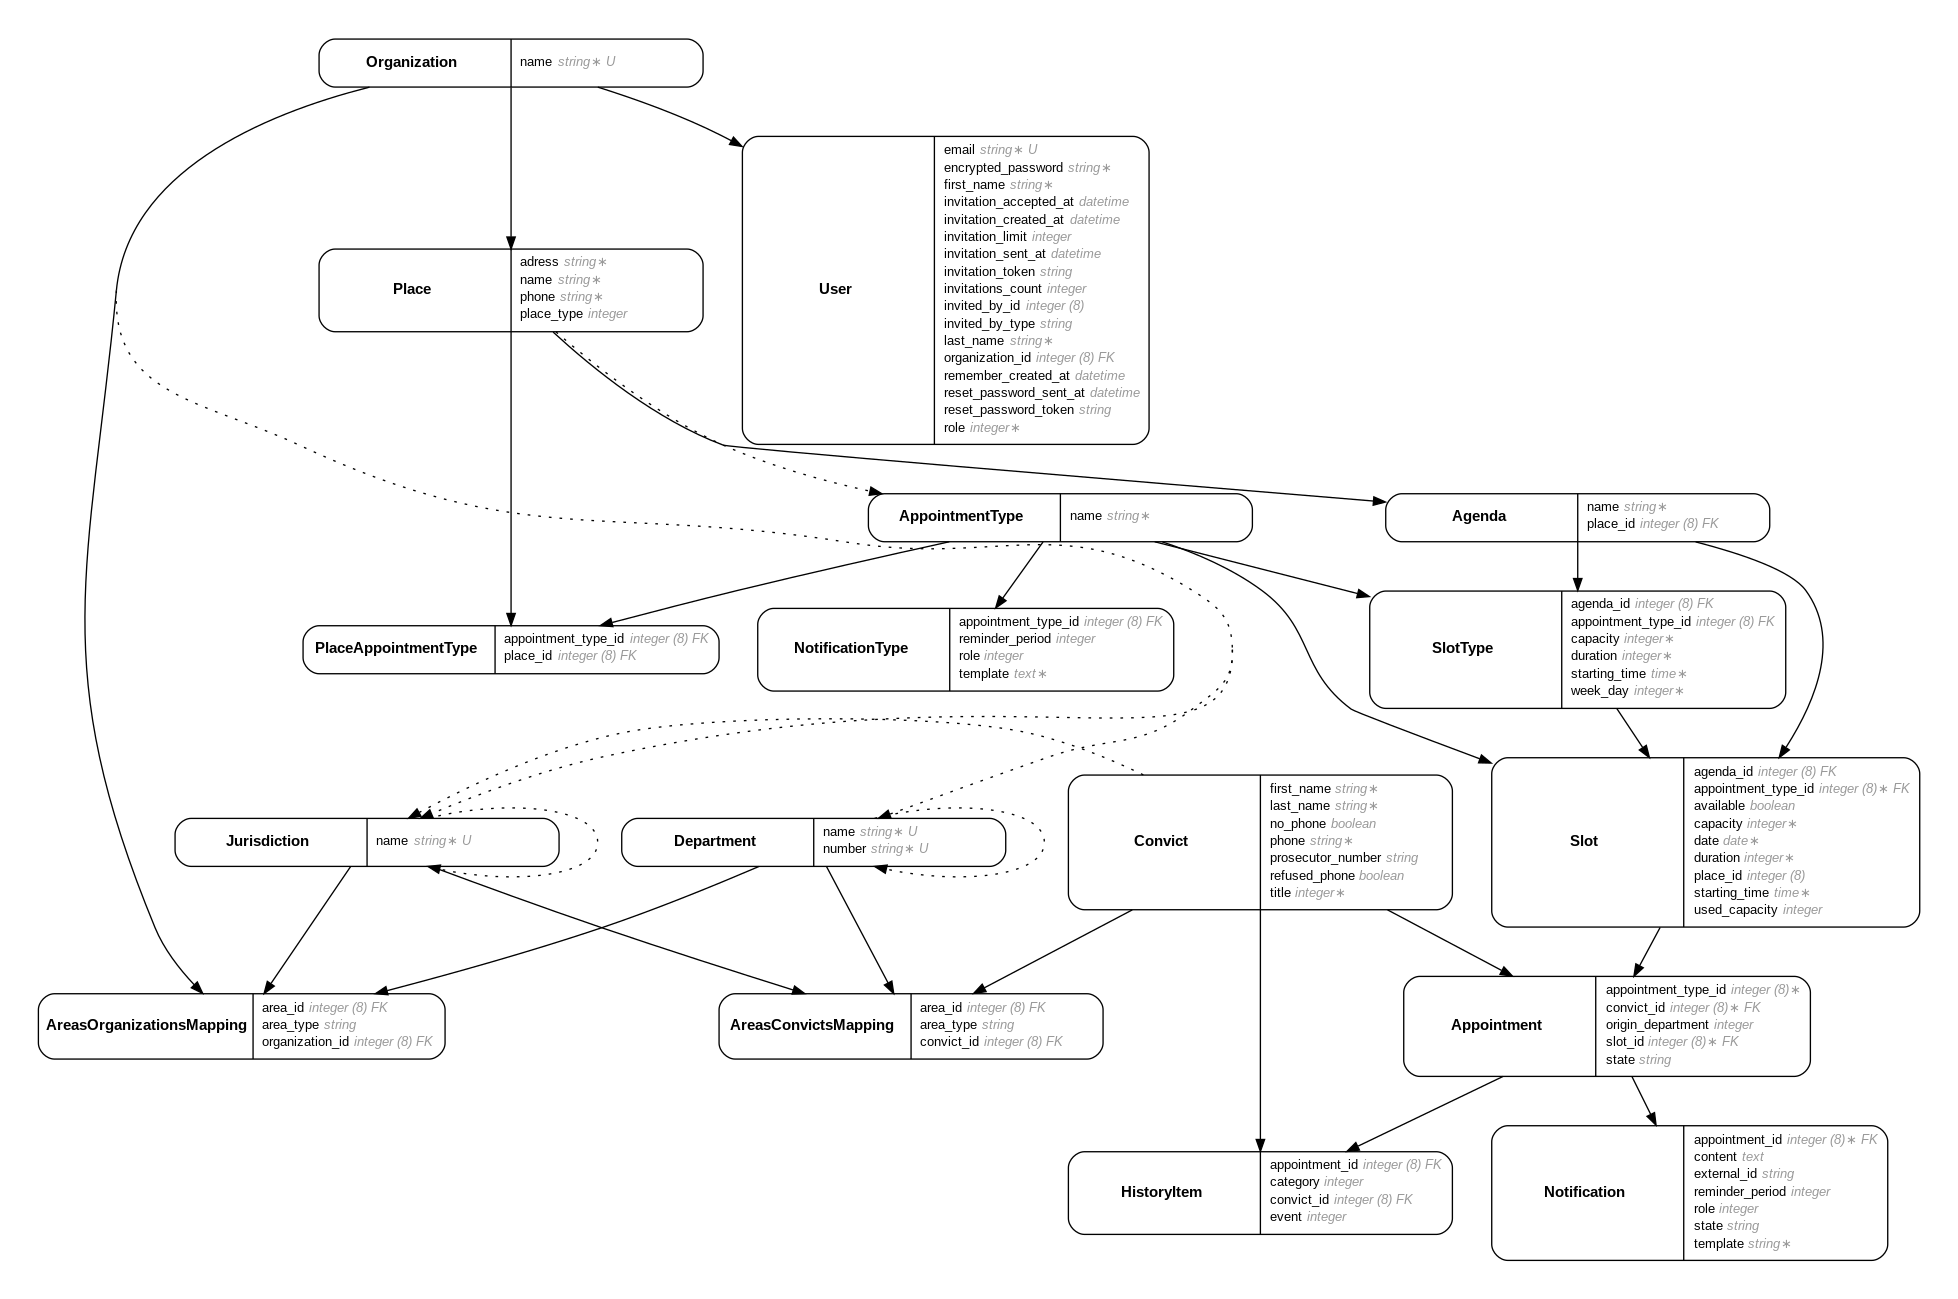 Organization
name string∗ U
User
email string∗ U
encrypted_password string∗
first_name string∗
invitation_accepted_at datetime
invitation_created_at datetime
invitation_limit integer
invitation_sent_at datetime
invitation_token string
invitations_count integer
invited_by_id integer (8)
invited_by_type string
last_name string∗
organization_id integer (8) FK
remember_created_at datetime
reset_password_sent_at datetime
reset_password_token string
role integer∗
Place
adress string∗
name string∗
phone string∗
place_type integer
AppointmentType
name string∗
Agenda
name string∗
place_id integer (8) FK
PlaceAppointmentType
appointment_type_id integer (8) FK
place_id integer (8) FK
NotificationType
appointment_type_id integer (8) FK
reminder_period integer
role integer
template text∗
SlotType
agenda_id integer (8) FK
appointment_type_id integer (8) FK
capacity integer∗
duration integer∗
starting_time time∗
week_day integer∗
Jurisdiction
name string∗ U
Department
name string∗ U
number string∗ U
Convict
first_name string∗
last_name string∗
no_phone boolean
phone string∗
prosecutor_number string
refused_phone boolean
title integer∗
Slot
agenda_id integer (8) FK
appointment_type_id integer (8)∗ FK
available boolean
capacity integer∗
date date∗
duration integer∗
place_id integer (8)
starting_time time∗
used_capacity integer
AreasOrganizationsMapping
area_id integer (8) FK
area_type string
organization_id integer (8) FK
AreasConvictsMapping
area_id integer (8) FK
area_type string
convict_id integer (8) FK
Appointment
appointment_type_id integer (8)∗
convict_id integer (8)∗ FK
origin_department integer
slot_id integer (8)∗ FK
state string
HistoryItem
appointment_id integer (8) FK
category integer
convict_id integer (8) FK
event integer
Notification
appointment_id integer (8)∗ FK
content text
external_id string
reminder_period integer
role integer
state string
template string∗